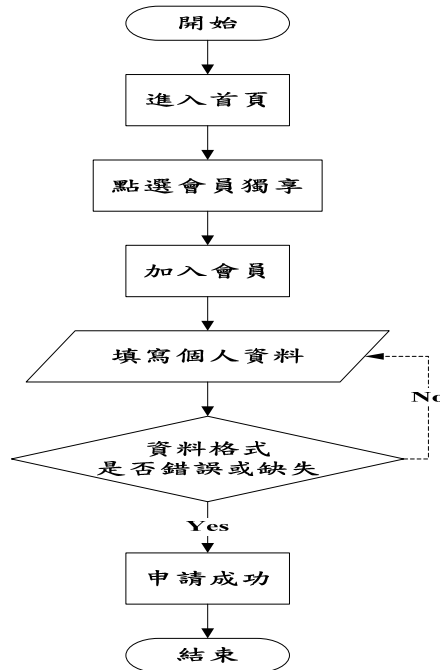 開始
進入首頁
點選會員獨享
加入會員
填寫個人資料
No
資料格式
是否錯誤或缺失
Yes
申請成功
結束